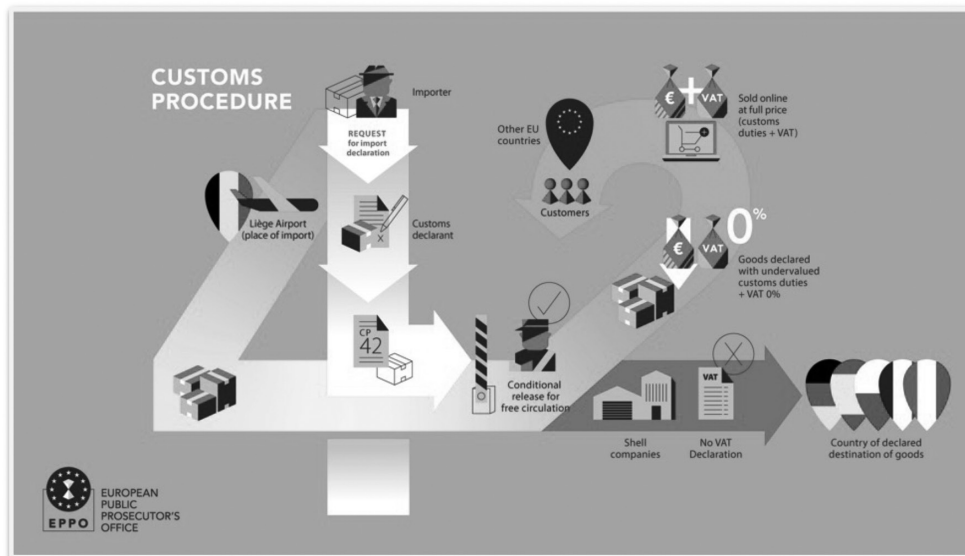 CUSTOMS
PROCEDURE
Importer
REQUEST
for import
declaration
Liège Airport
(place of import)
Customs
declarant
X
CP
42
Conditional
release for
free circulation
Other EU
countries
Customers
€
VAT
Sold online
at full price
(customs
duties + VAT)
€
VAT
0%
Goods declared
with undervalued
customs duties
+ VAT 0%
VAT
Shell
companies
No VAT
Declaration
Country of declared
destination of goods
EPPO
EUROPEAN
PUBLIC
PROSECUTOR'S
OFFICE